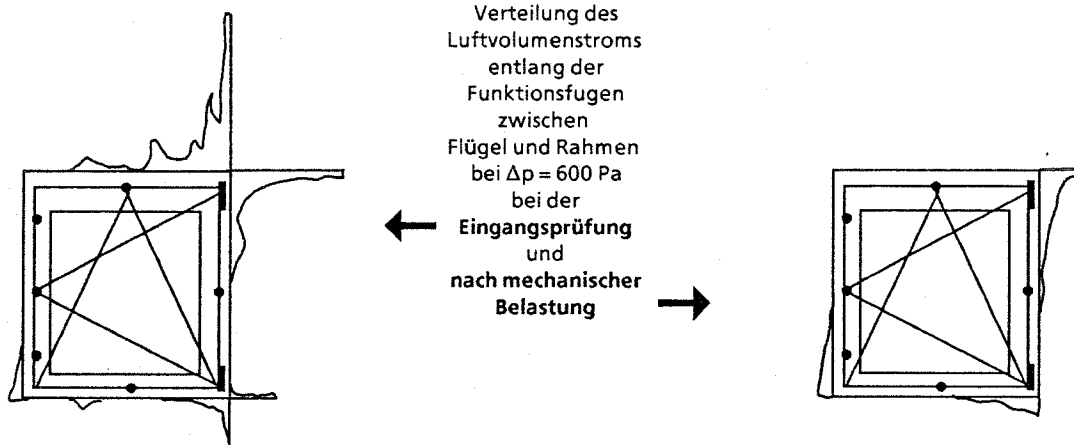 Verteilung des
Luftvolumenstroms
entlang der
Funktionsfugen
zwischen
Flügel und Rahmen
bei Δp = 600 Pa
bei der
Eingangsprüfung
und
nach mechanischer
Belastung